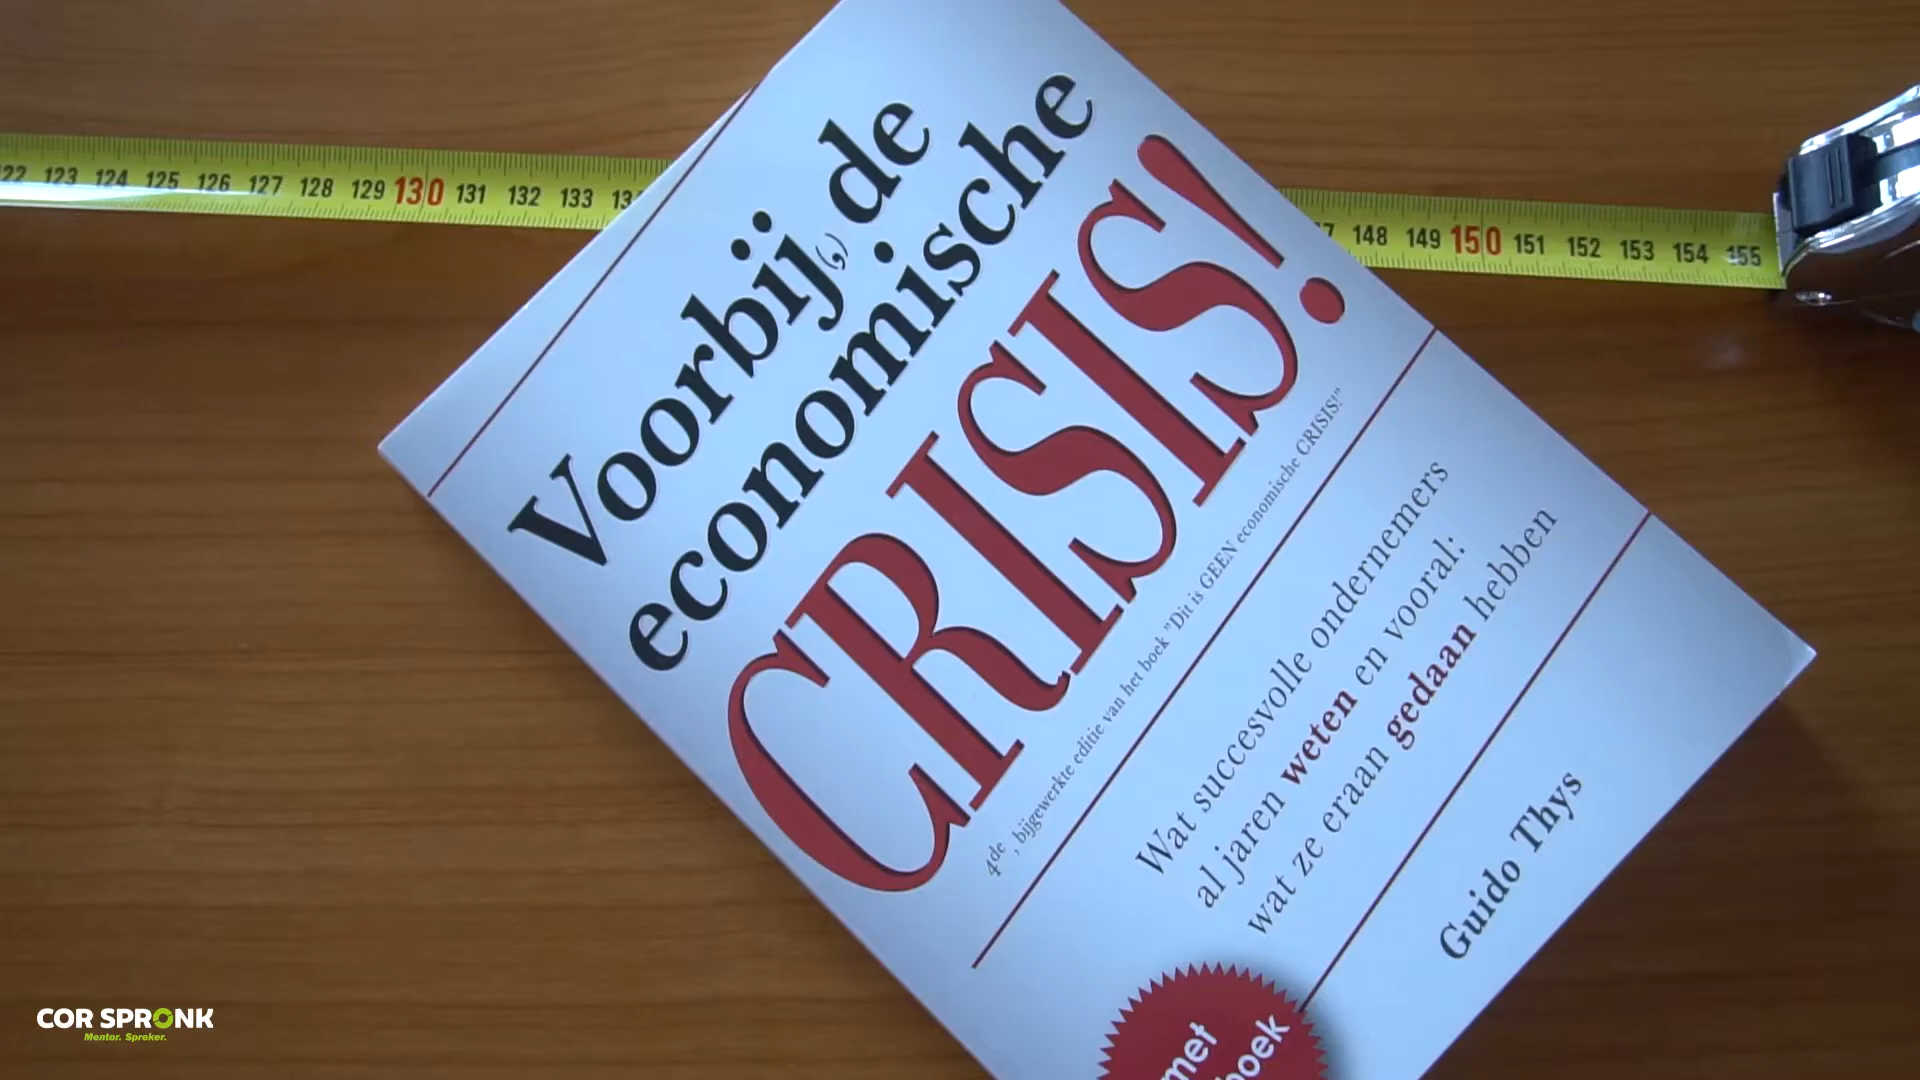 122 123 124 125 126 127 128 129 130 131 132 133
148 149 150 151 152 153 154 155
Voorbij(,) de
economische
CRISIS!
4de, bijgewerkte editie van het boek "Dit is GEEN economische CRISIS!"
Wat succesvolle ondernemers
al jaren weten en vooral:
wat ze eraan gedaan hebben
Guido Thys
met
COR SPRONK
Mentor. Spreker.